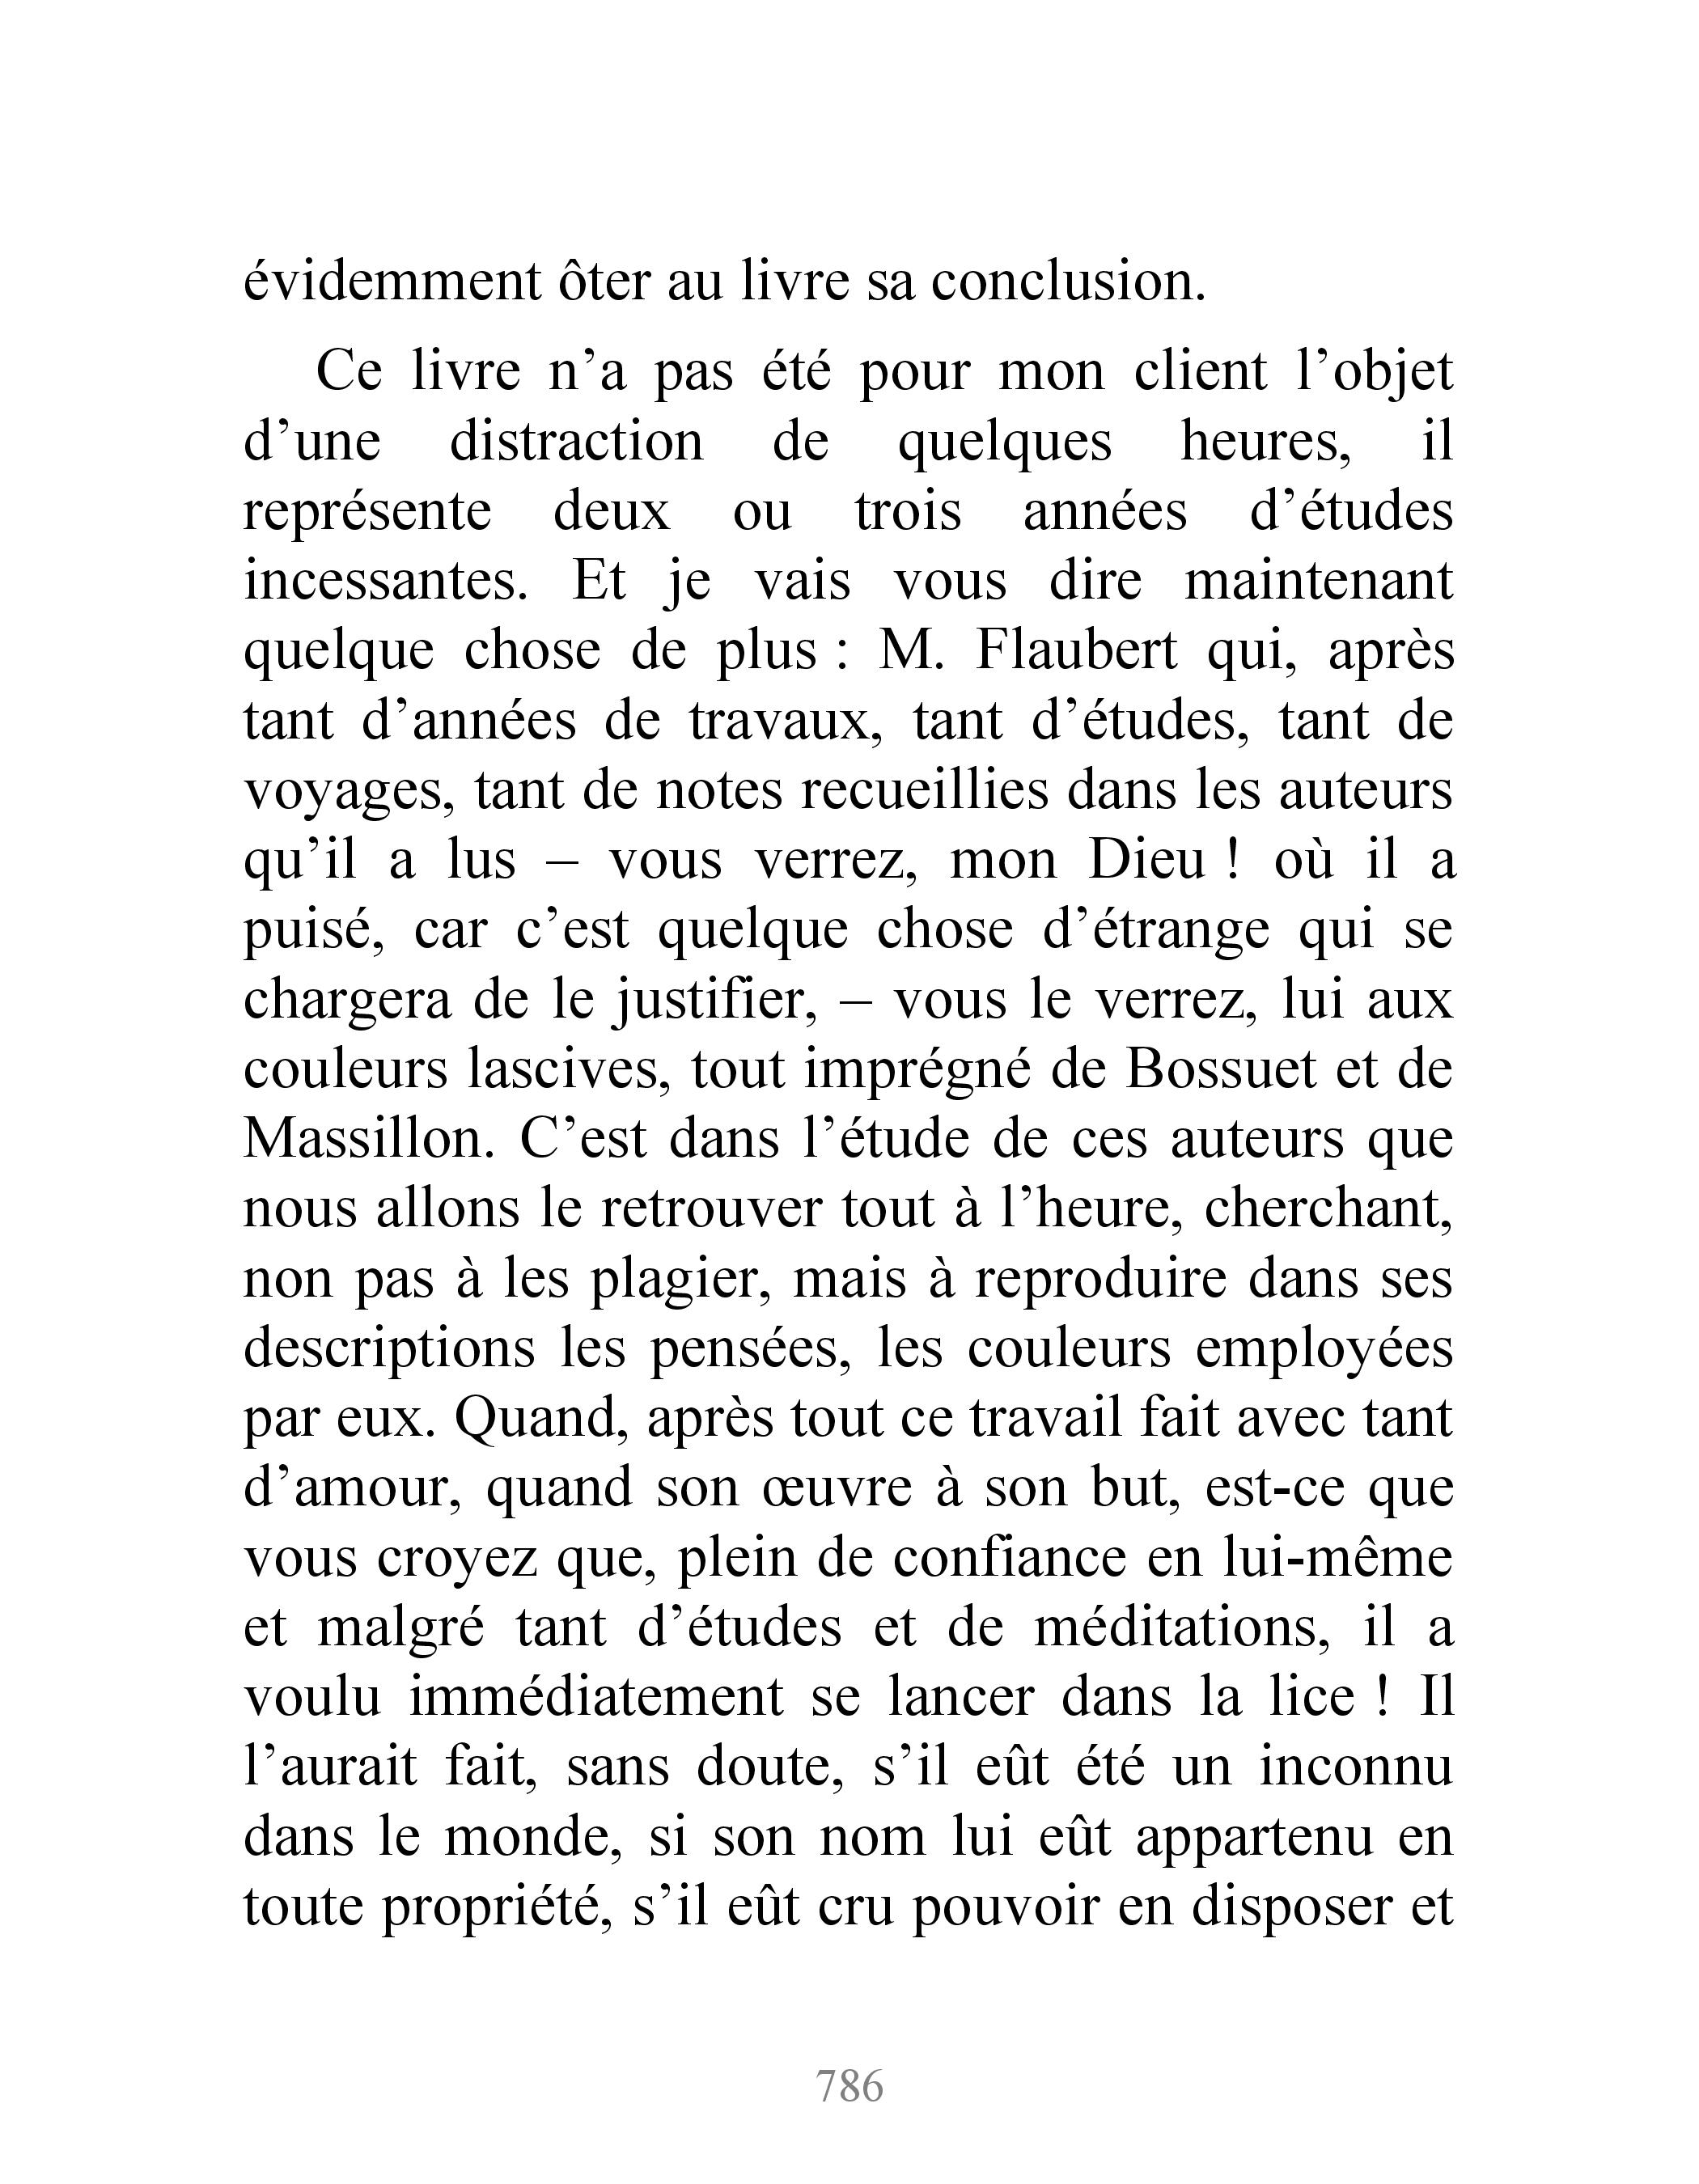 évidemment ôter au livre sa conclusion.
Ce livre n’a pas été pour mon client l’objet
d’une distraction de quelques heures, il
représente deux ou trois années d’études
incessantes. Et je vais vous dire maintenant
quelque chose de plus : M. Flaubert qui, après
tant d’années de travaux, tant d’études, tant de
voyages, tant de notes recueillies dans les auteurs
qu’il a lus – vous verrez, mon Dieu ! où il a
puisé, car c’est quelque chose d’étrange qui se
chargera de le justifier, – vous le verrez, lui aux
couleurs lascives, tout imprégné de Bossuet et de
Massillon. C’est dans l’étude de ces auteurs que
nous allons le retrouver tout à l’heure, cherchant,
non pas à les plagier, mais à reproduire dans ses
descriptions les pensées, les couleurs employées
par eux. Quand, après tout ce travail fait avec tant
d’amour, quand son œuvre à son but, est-ce que
vous croyez que, plein de confiance en lui-même
et malgré tant d’études et de méditations, il a
voulu immédiatement se lancer dans la lice ! Il
l’aurait fait, sans doute, s’il eût été un inconnu
dans le monde, si son nom lui eût appartenu en
toute propriété, s’il eût cru pouvoir en disposer et
786